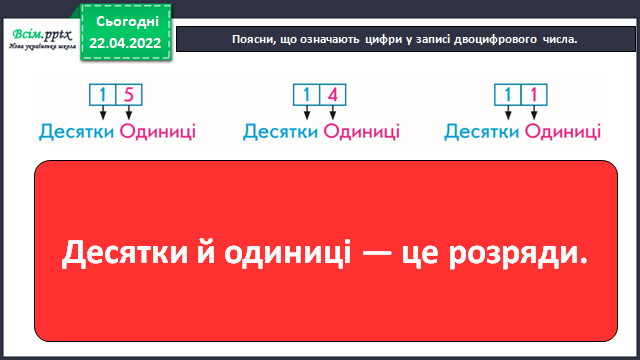 Всім.pptx
Нова українська школа
Сьогодні
22.04.2022
Поясни, що означають цифри у записі двоцифрового числа.
1 5
1 4
1 1
Десятки Одиниці
Десятки Одиниці
Десятки Одиниці
Десятки й одиниці — це розряди.